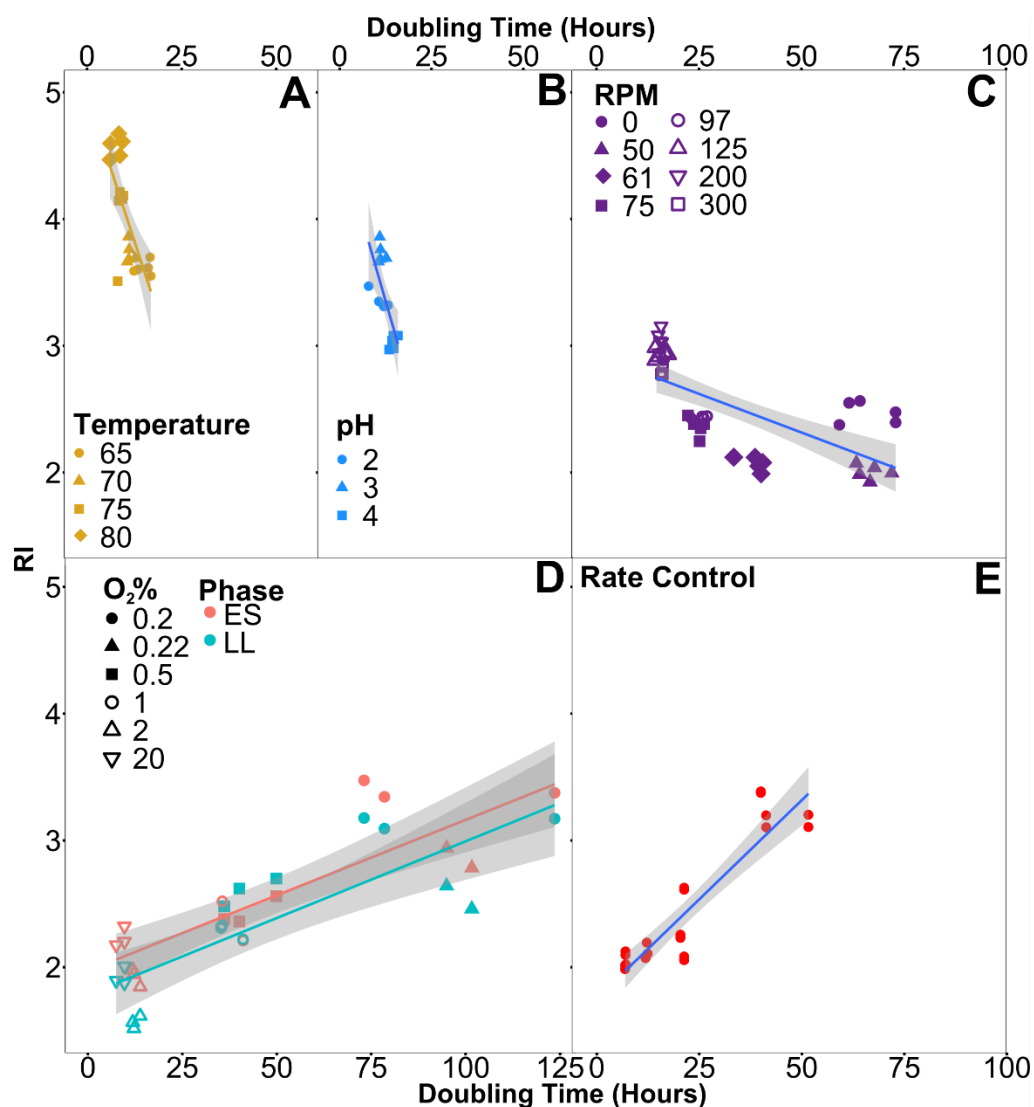 Doubling Time (Hours)
0 25 0 25 50 0 25 50 75 100
A B C
5
4
3
2
Temperature
65
70
75
80
pH
2
3
4
RPM
0 97
50 125
61 200
75 300
RI
D E
5
4
3
2
O₂% Phase
0.2 ES
0.22 LL
0.5
1
2
20
Rate Control
0 25 50 75 100 125 0 25 50 75 100
Doubling Time (Hours)